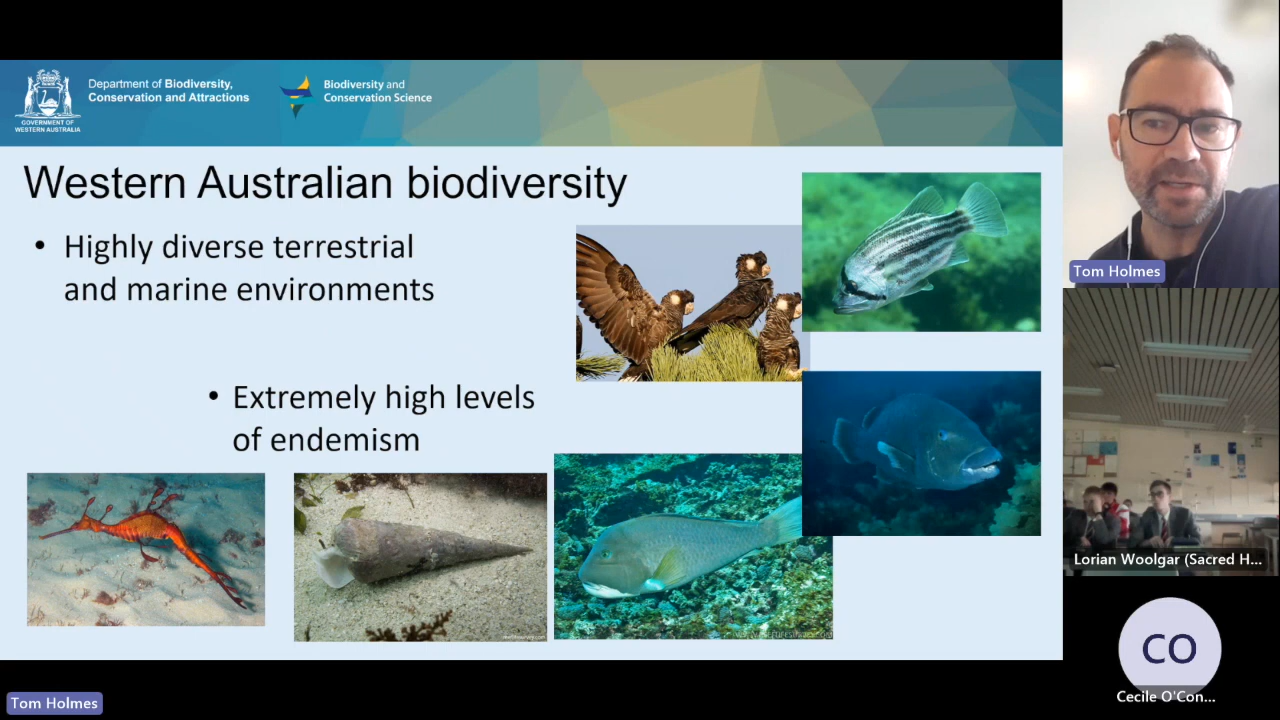 Department of Biodiversity,
Conservation and Attractions
GOVERNMENT OF
WESTERN AUSTRALIA
Biodiversity and
Conservation Science
Western Australian biodiversity
• Highly diverse terrestrial
and marine environments
• Extremely high levels
of endemism
Tom Holmes
Lorian Woolgar (Sacred H...
CO
Cecile O'Con...
Tom Holmes